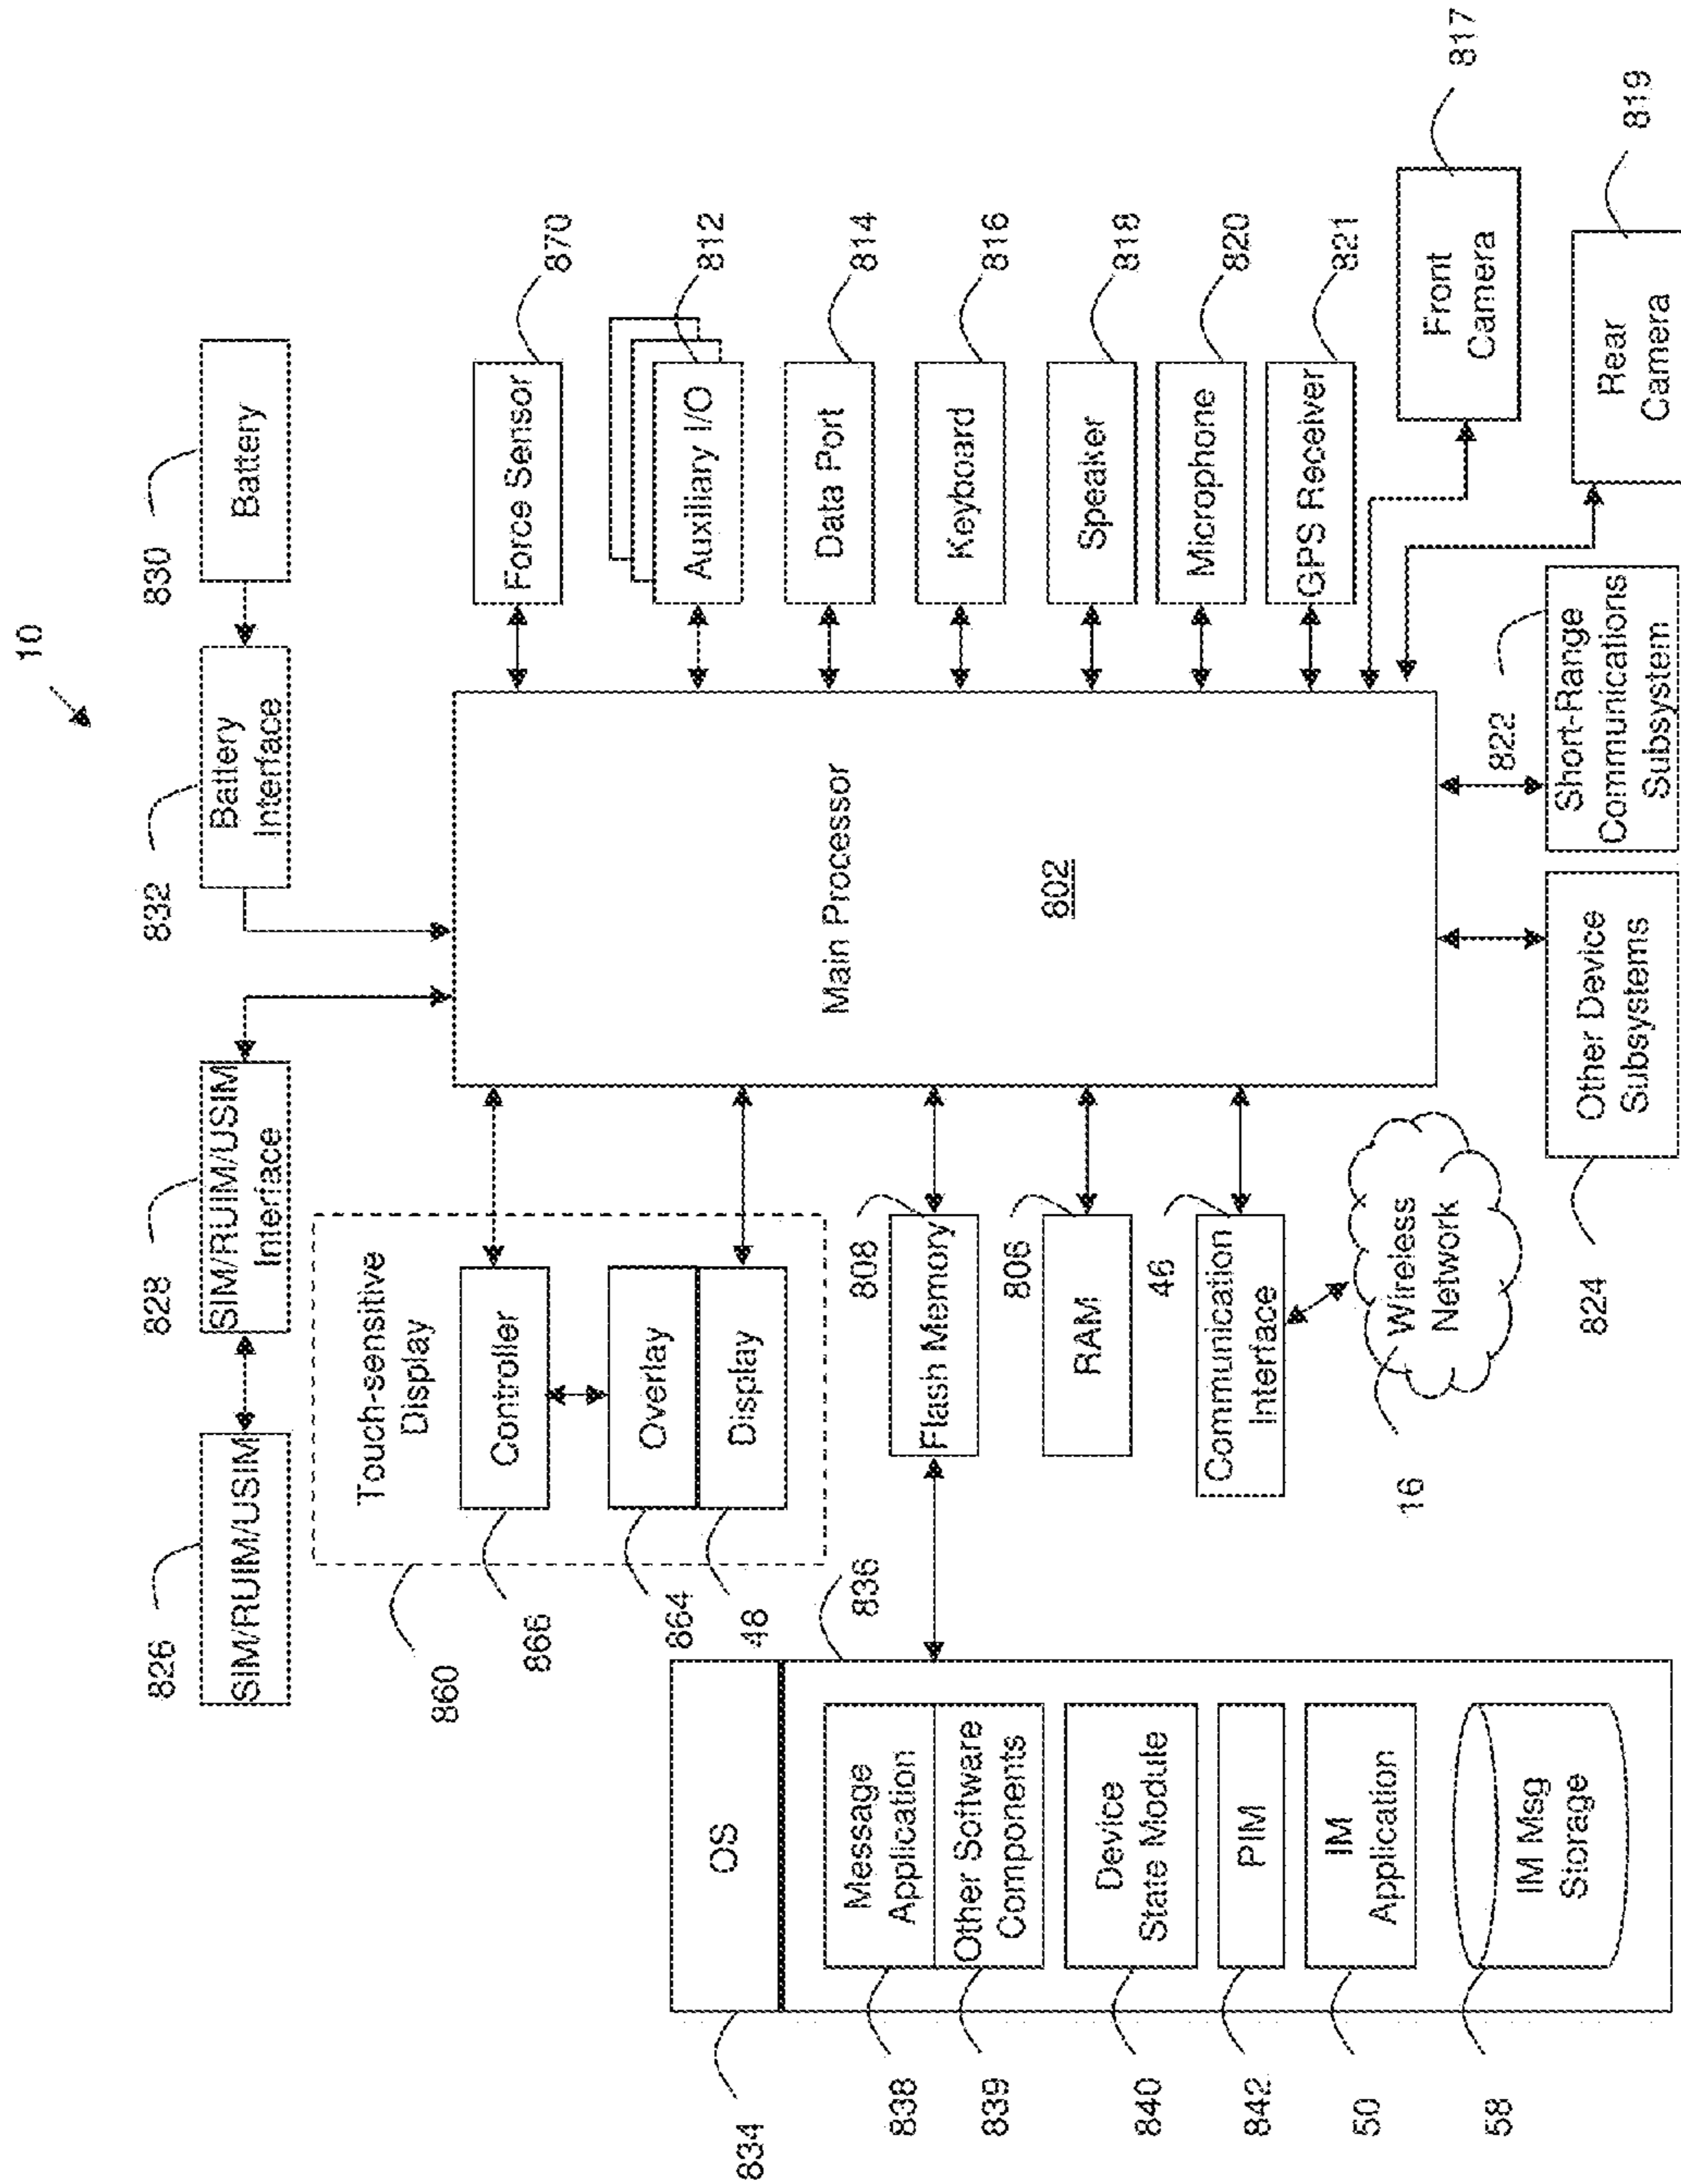 10
826
SIM/RUIM/USIM
828
SIM/RUIM/USIM
Interface
832
Battery
Interface
830
Battery
860
Touch-sensitive
Display
866
Controller
864
Overlay
48
Display
Main Processor
802
Force Sensor
870
Auxiliary I/O
812
Data Port
814
Keyboard
816
Speaker
818
Microphone
820
GPS Receiver
821
Front
Camera
817
Rear
Camera
819
808
Flash Memory
806
RAM
46
Communication
Interface
16
Wireless
Network
824
Other Device
Subsystems
822
Short-Range
Communications
Subsystem
836
834
OS
838
Message
Application
839
Other Software
Components
840
Device
State Module
842
PIM
50
IM
Application
58
IM Msg
Storage